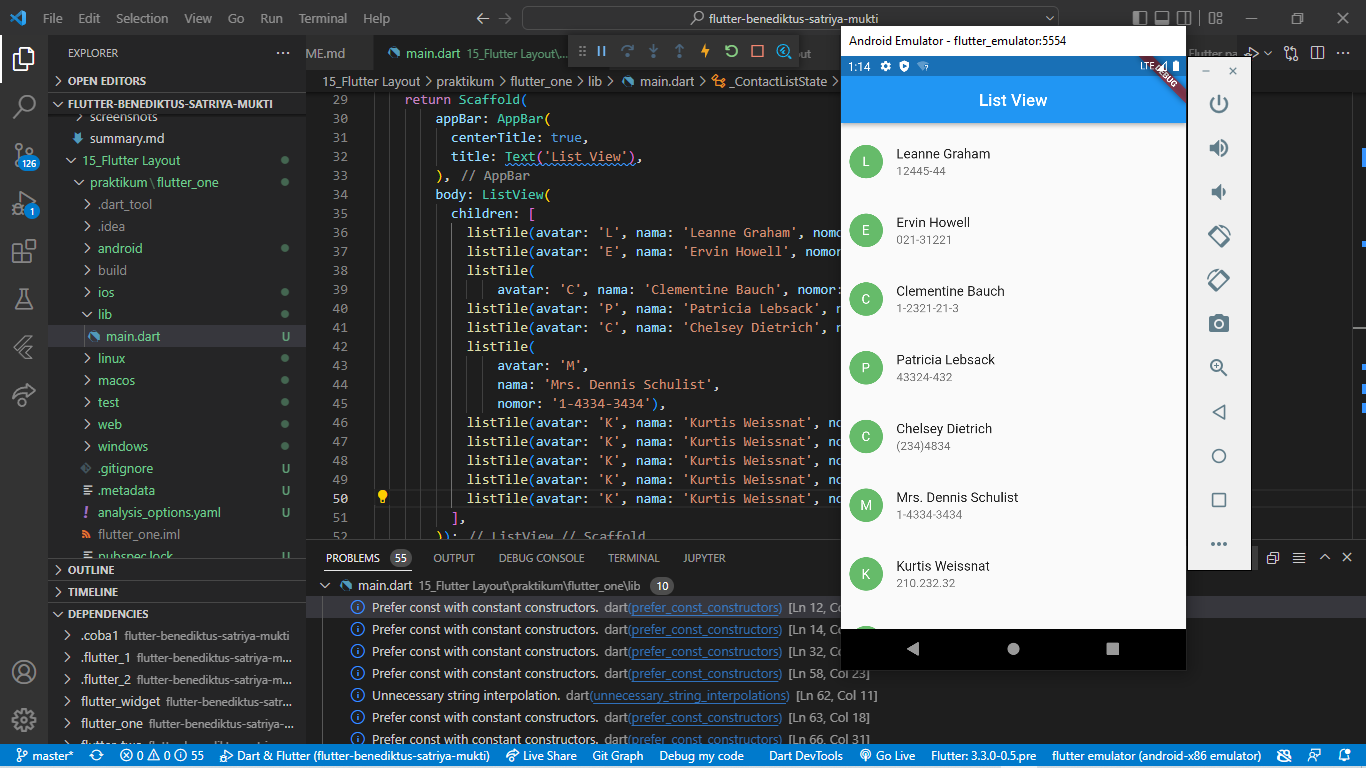 File Edit Selection View Go Run Terminal Help
flutter-benediktus-satriya-mukti
EXPLORER
OPEN EDITORS
FLUTTER-BENEDIKTUS-SATRIYA-MUKTI
screenshots
summary.md
15_Flutter Layout
praktikum \ flutter_one
.dart_tool
.idea
android
build
ios
lib
main.dart U
linux
macos
test
web
windows
.gitignore U
.metadata U
analysis_options.yaml U
flutter_one.iml
pubspec.lock
OUTLINE
TIMELINE
DEPENDENCIES
.coba1 flutter-benediktus-satriya-mukti
.flutter_1 flutter-benediktus-satriya-m...
.flutter_2 flutter-benediktus-satriya-m...
flutter_widget flutter-benediktus-satriy...
flutter_one flutter-benediktus-satriya-...
126
1
ME.md
main.dart 15_Flutter Layout\...
15_Flutter Layout > praktikum > flutter_one > lib > main.dart > _ContactListState >
29 return Scaffold(
30 appBar: AppBar(
31 centerTitle: true,
32 title: Text('List View'),
33 ), // AppBar
34 body: ListView(
35 children: [
36 listTile(avatar: 'L', nama: 'Leanne Graham', nomo
37 listTile(avatar: 'E', nama: 'Ervin Howell', nomor
38 listTile(
39 avatar: 'C', nama: 'Clementine Bauch', nomor:
40 listTile(avatar: 'P', nama: 'Patricia Lebsack', n
41 listTile(avatar: 'C', nama: 'Chelsey Dietrich', n
42 listTile(
43 avatar: 'M',
44 nama: 'Mrs. Dennis Schulist',
45 nomor: '1-4334-3434'),
46 listTile(avatar: 'K', nama: 'Kurtis Weissnat', no
47 listTile(avatar: 'K', nama: 'Kurtis Weissnat', no
48 listTile(avatar: 'K', nama: 'Kurtis Weissnat', no
49 listTile(avatar: 'K', nama: 'Kurtis Weissnat', no
50 listTile(avatar: 'K', nama: 'Kurtis Weissnat', no
51 ],
52 )); // ListView // Scaffold
PROBLEMS 55 OUTPUT DEBUG CONSOLE TERMINAL JUPYTER
main.dart 15_Flutter Layout\praktikum\flutter_one\lib 10
Prefer const with constant constructors. dart(prefer_const_constructors) [Ln 12, Co
Prefer const with constant constructors. dart(prefer_const_constructors) [Ln 14, Co
Prefer const with constant constructors. dart(prefer_const_constructors) [Ln 32, Co
Prefer const with constant constructors. dart(prefer_const_constructors) [Ln 58, Col 23]
Unnecessary string interpolation. dart(unnecessary_string_interpolations) [Ln 62, Col 11]
Prefer const with constant constructors. dart(prefer_const_constructors) [Ln 63, Col 18]
Prefer const with constant constructors. dart(prefer_const_constructors) [Ln 66, Col 31]
Android Emulator - flutter_emulator:5554
1:14 LTE
DEBUG
List View
L Leanne Graham
12445-44
E Ervin Howell
021-31221
C Clementine Bauch
1-2321-21-3
P Patricia Lebsack
43324-432
C Chelsey Dietrich
(234)4834
M Mrs. Dennis Schulist
1-4334-3434
K Kurtis Weissnat
210.232.32
master* 0 0 55 Dart & Flutter (flutter-benediktus-satriya-mukti) Live Share Git Graph Debug my code Dart DevTools Go Live Flutter: 3.3.0-0.5.pre flutter emulator (android-x86 emulator)